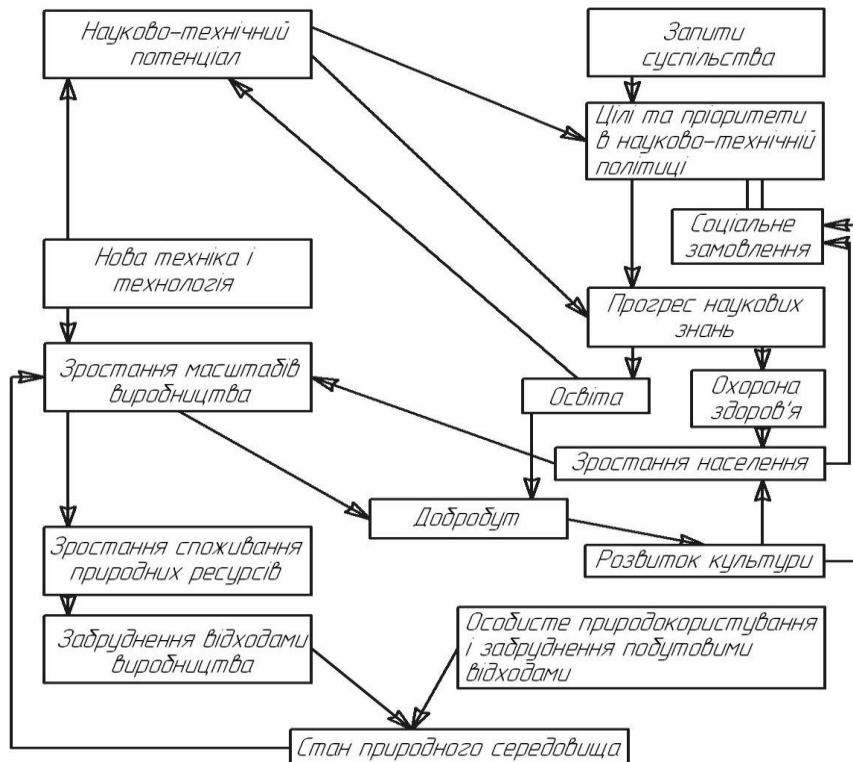 Науково-технічний
потенціал
Запити
суспільства
Цілі та пріоритети
в науково-технічній
політиці
Соціальне
замовлення
Нова техніка і
технологія
Прогрес наукових
знань
Зростання масштабів
виробництва
Освіта
Охорона
здоров'я
Зростання населення
Добробут
Зростання споживання
природних ресурсів
Розвиток культури
Забруднення відходами
виробництва
Особисте природокористування
і забруднення побутовими
відходами
Стан природного середовища